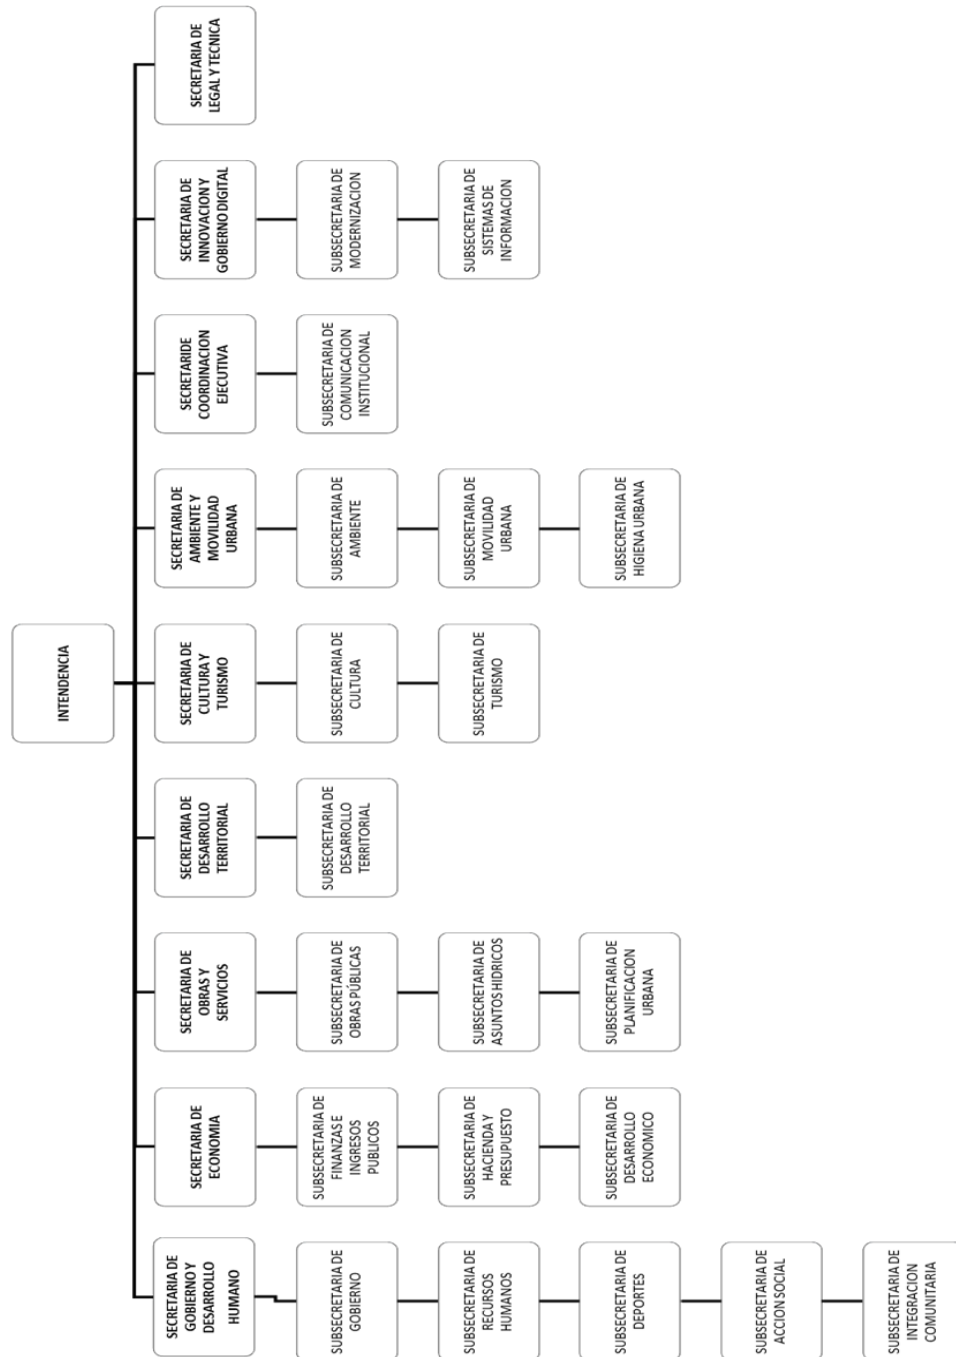 INTENDENCIA
SECRETARIA DE
GOBIERNO Y
DESARROLLO
HUMANO
SECRETARIA DE
ECONOMIA
SECRETARIA DE
OBRAS Y
SERVICIOS
SECRETARIA DE
DESARROLLO
TERRITORIAL
SECRETARIA DE
CULTURA Y
TURISMO
SECRETARIA DE
AMBIENTE Y
MOVILIDAD
URBANA
SECRETARIDE
COORDINACION
EJECUTIVA
SECRETARIA DE
INNOVACION Y
GOBIERNO DIGITAL
SECRETARIA DE
LEGAL Y TECNICA
SUBSECRETARIA DE
GOBIERNO
SUBSECRETARIA DE
FINANZAS E
INGRESOS
PUBLICOS
SUBSECRETARIA DE
OBRAS PÚBLICAS
SUBSECRETARIA DE
DESARROLLO
TERRITORIAL
SUBSECRETARIA DE
CULTURA
SUBSECRETARIA DE
AMBIENTE
SUBSECRETARIA DE
COMUNICACION
INSTITUCIONAL
SUBSECRETARIA DE
MODERNIZACION
SUBSECRETARIA DE
RECURSOS
HUMANOS
SUBSECRETARIA DE
HACIENDA Y
PRESUPUESTO
SUBSECRETARIA DE
ASUNTOS HIDRICOS
SUBSECRETARIA DE
TURISMO
SUBSECRETARIA DE
MOVILIDAD
URBANA
SUBSECRETARIA DE
SISTEMAS DE
INFORMACION
SUBSECRETARIA DE
DEPORTES
SUBSECRETARIA DE
DESARROLLO
ECONOMICO
SUBSECRETARIA DE
PLANIFICACION
URBANA
SUBSECRETARIA DE
HIGIENA URBANA
SUBSECRETARIA DE
ACCION SOCIAL
SUBSECRETARIA DE
INTEGRACION
COMUNITARIA